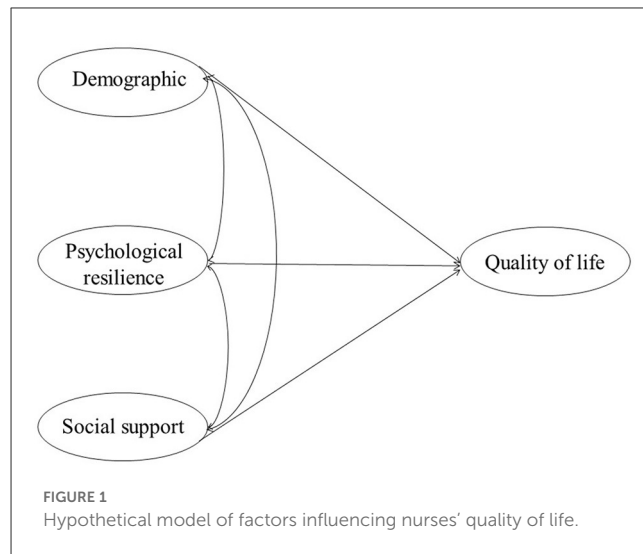 Demographic
Psychological
resilience
Quality of life
Social support
FIGURE 1
Hypothetical model of factors influencing nurses’ quality of life.